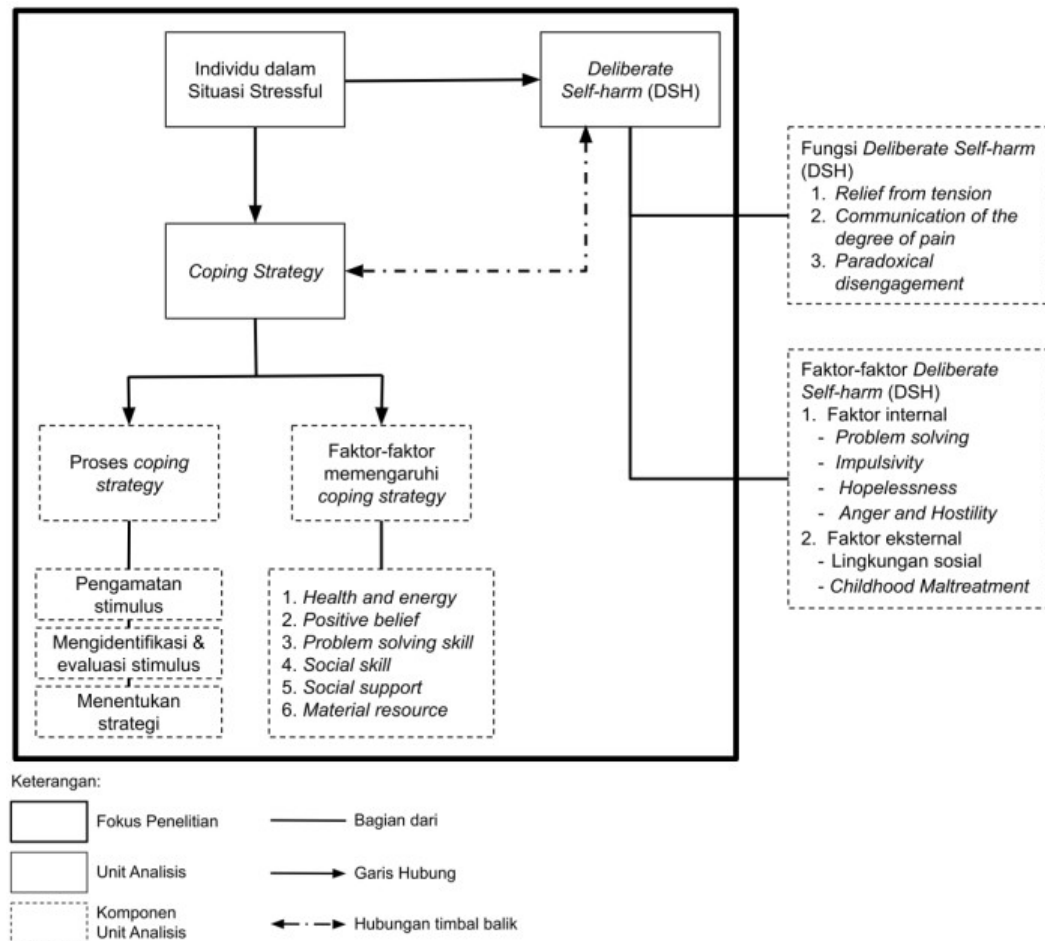 Individu dalam
Situasi Stressful
Deliberate
Self-harm (DSH)
Coping Strategy
Fungsi Deliberate Self-harm
(DSH)
1. Relief from tension
2. Communication of the
degree of pain
3. Paradoxical
disengagement
Faktor-faktor Deliberate
Self-harm (DSH)
1. Faktor internal
- Problem solving
- Impulsivity
- Hopelessness
- Anger and Hostility
2. Faktor eksternal
- Lingkungan sosial
- Childhood Maltreatment
Proses coping
strategy
Faktor-faktor
memengaruhi
coping strategy
Pengamatan
stimulus
Mengidentifikasi &
evaluasi stimulus
Menentukan
strategi
1. Health and energy
2. Positive belief
3. Problem solving skill
4. Social skill
5. Social support
6. Material resource
Keterangan:
Fokus Penelitian
Bagian dari
Unit Analisis
Garis Hubung
Komponen
Unit Analisis
Hubungan timbal balik